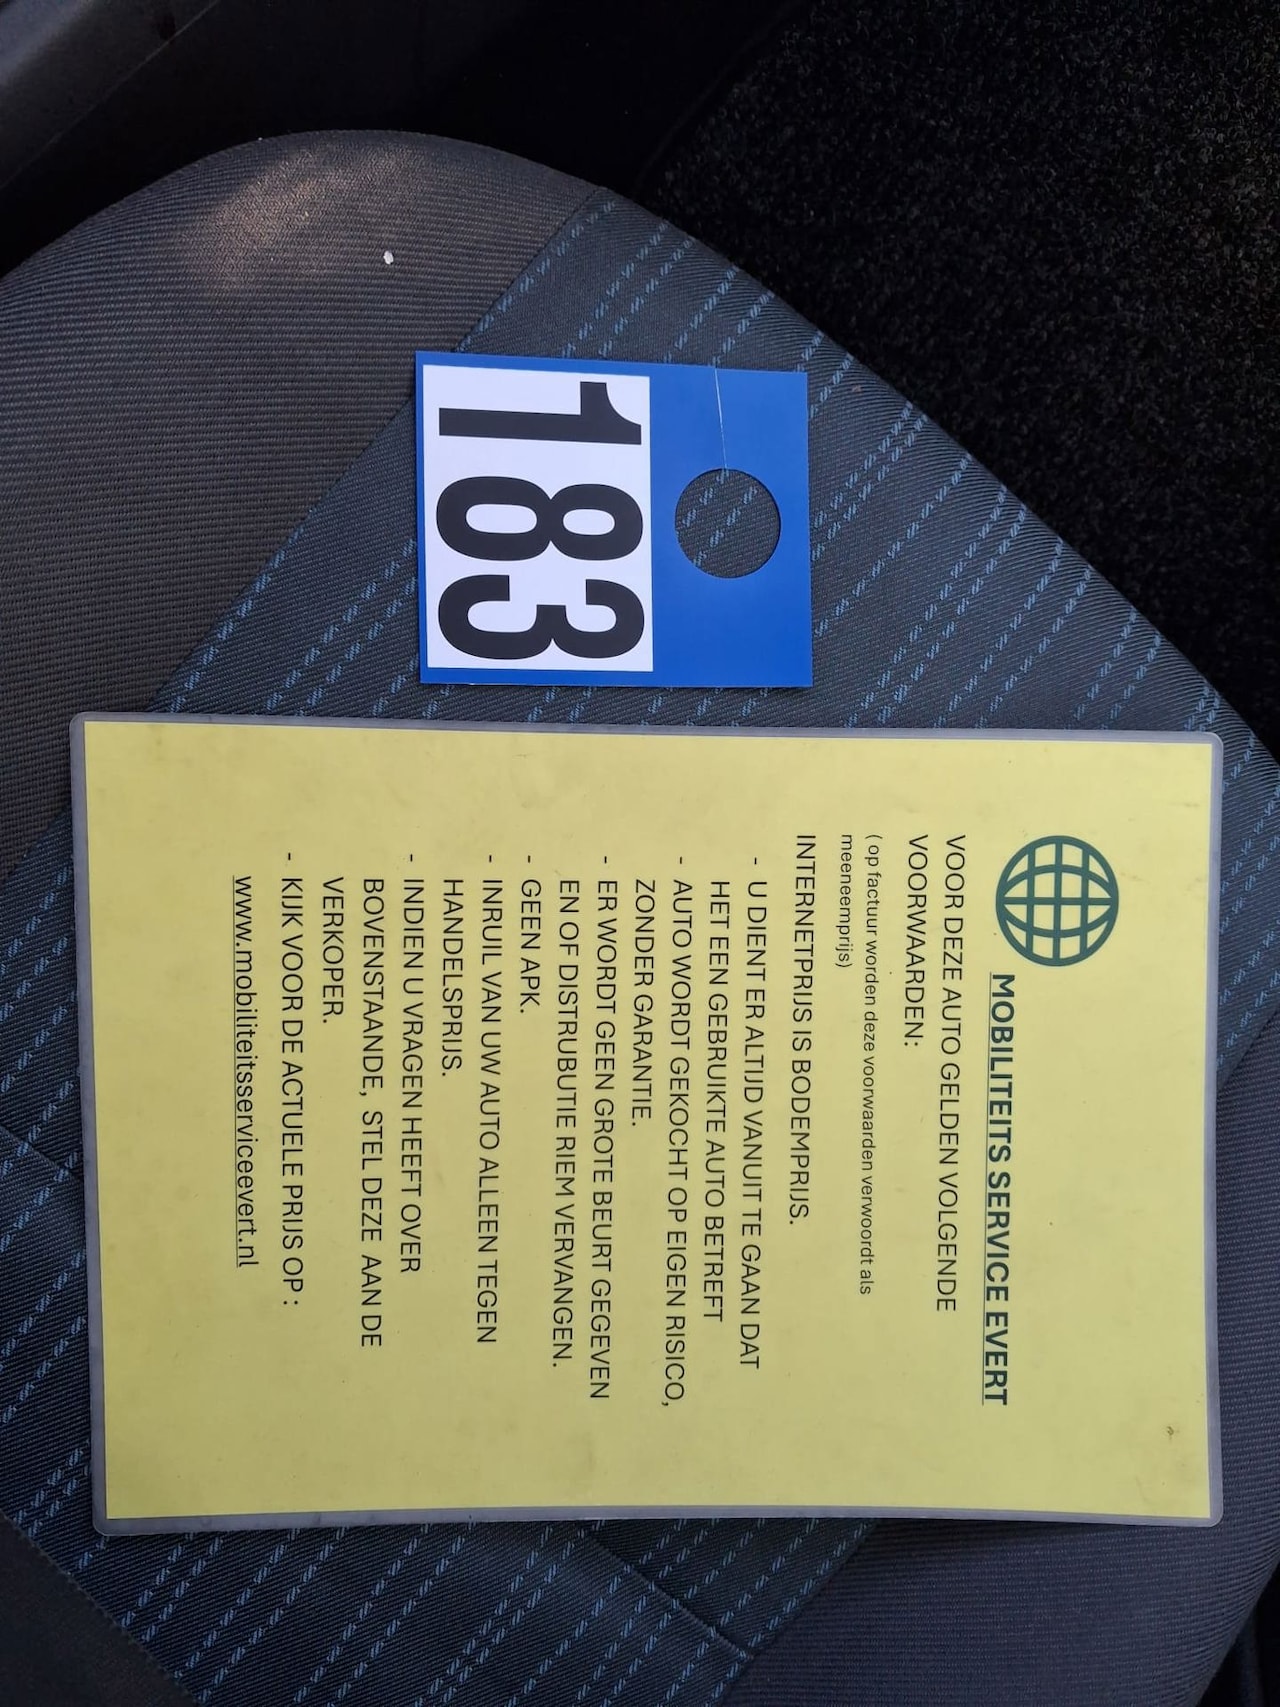 183
MOBILITEITS SERVICE EVERT
VOOR DEZE AUTO GELDEN VOLGENDE
VOORWAARDEN:
( op factuur worden deze voorwaarden verwoordt als
meeneemprijs)
INTERNETPRIJS IS BODEMPRIJS.
- U DIENT ER ALTIJD VANUIT TE GAAN DAT
HET EEN GEBRUIKTE AUTO BETREFT
- AUTO WORDT GEKOCHT OP EIGEN RISICO,
ZONDER GARANTIE.
- ER WORDT GEEN GROTE BEURT GEGEVEN
EN OF DISTRUBUTIE RIEM VERVANGEN.
- GEEN APK.
- INRUIL VAN UW AUTO ALLEEN TEGEN
HANDELSPRIJS.
- INDIEN U VRAGEN HEEFT OVER
BOVENSTAANDE, STEL DEZE AAN DE
VERKOPER.
- KIJK VOOR DE ACTUELE PRIJS OP :
www.mobiliteitsserviceevert.nl